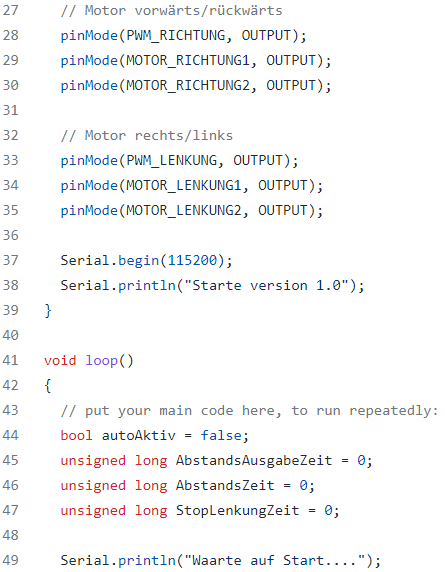 27 // Motor vorwärts/rückwärts
28 pinMode(PWM_RICHTUNG, OUTPUT);
29 pinMode(MOTOR_RICHTUNG1, OUTPUT);
30 pinMode(MOTOR_RICHTUNG2, OUTPUT);
31
32 // Motor rechts/links
33 pinMode(PWM_LENKUNG, OUTPUT);
34 pinMode(MOTOR_LENKUNG1, OUTPUT);
35 pinMode(MOTOR_LENKUNG2, OUTPUT);
36
37 Serial.begin(115200);
38 Serial.println("Starte version 1.0");
39 }
40
41 void loop()
42 {
43 // put your main code here, to run repeatedly:
44 bool autoAktiv = false;
45 unsigned long AbstandsAusgabeZeit = 0;
46 unsigned long AbstandsZeit = 0;
47 unsigned long StopLenkungZeit = 0;
48
49 Serial.println("Waarte auf Start....");